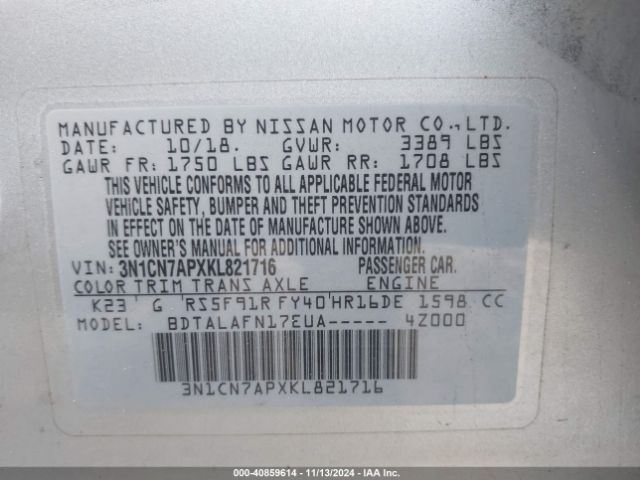 MANUFACTURED BY NISSAN MOTOR CO.,LTD.
DATE: 10/18. GVWR: 3389 LBS
GAWR FR: 1750 LBS GAWR RR: 1708 LBS
THIS VEHICLE CONFORMS TO ALL APPLICABLE FEDERAL MOTOR
VEHICLE SAFETY, BUMPER AND THEFT PREVENTION STANDARDS
IN EFFECT ON THE DATE OF MANUFACTURE SHOWN ABOVE.
SEE OWNER'S MANUAL FOR ADDITIONAL INFORMATION.
VIN: 3N1CN7APXKL821716 PASSENGER CAR.
COLOR TRIM TRANS AXLE ENGINE
K23 G RS5F91R FY40 HR16DE 1598 CC
MODEL: BDTALAFN17EUA----- 4Z000
3N1CN7APXKL821716
000-40859614 - 11/13/2024 - IAAI.CA